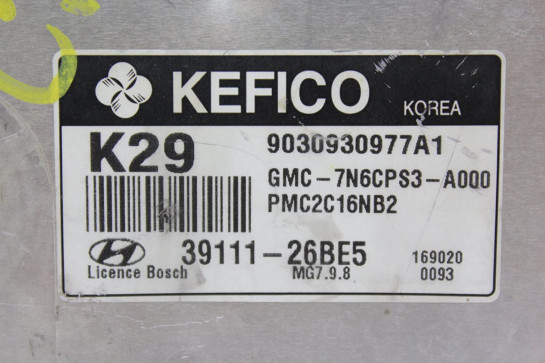 KEFICO KOREA
K29
9030930977A1
GMC-7N6CPS3-A000
PMC2C16NB2
39111-26BE5
Licence Bosch
MG7.9.8
169020
0093